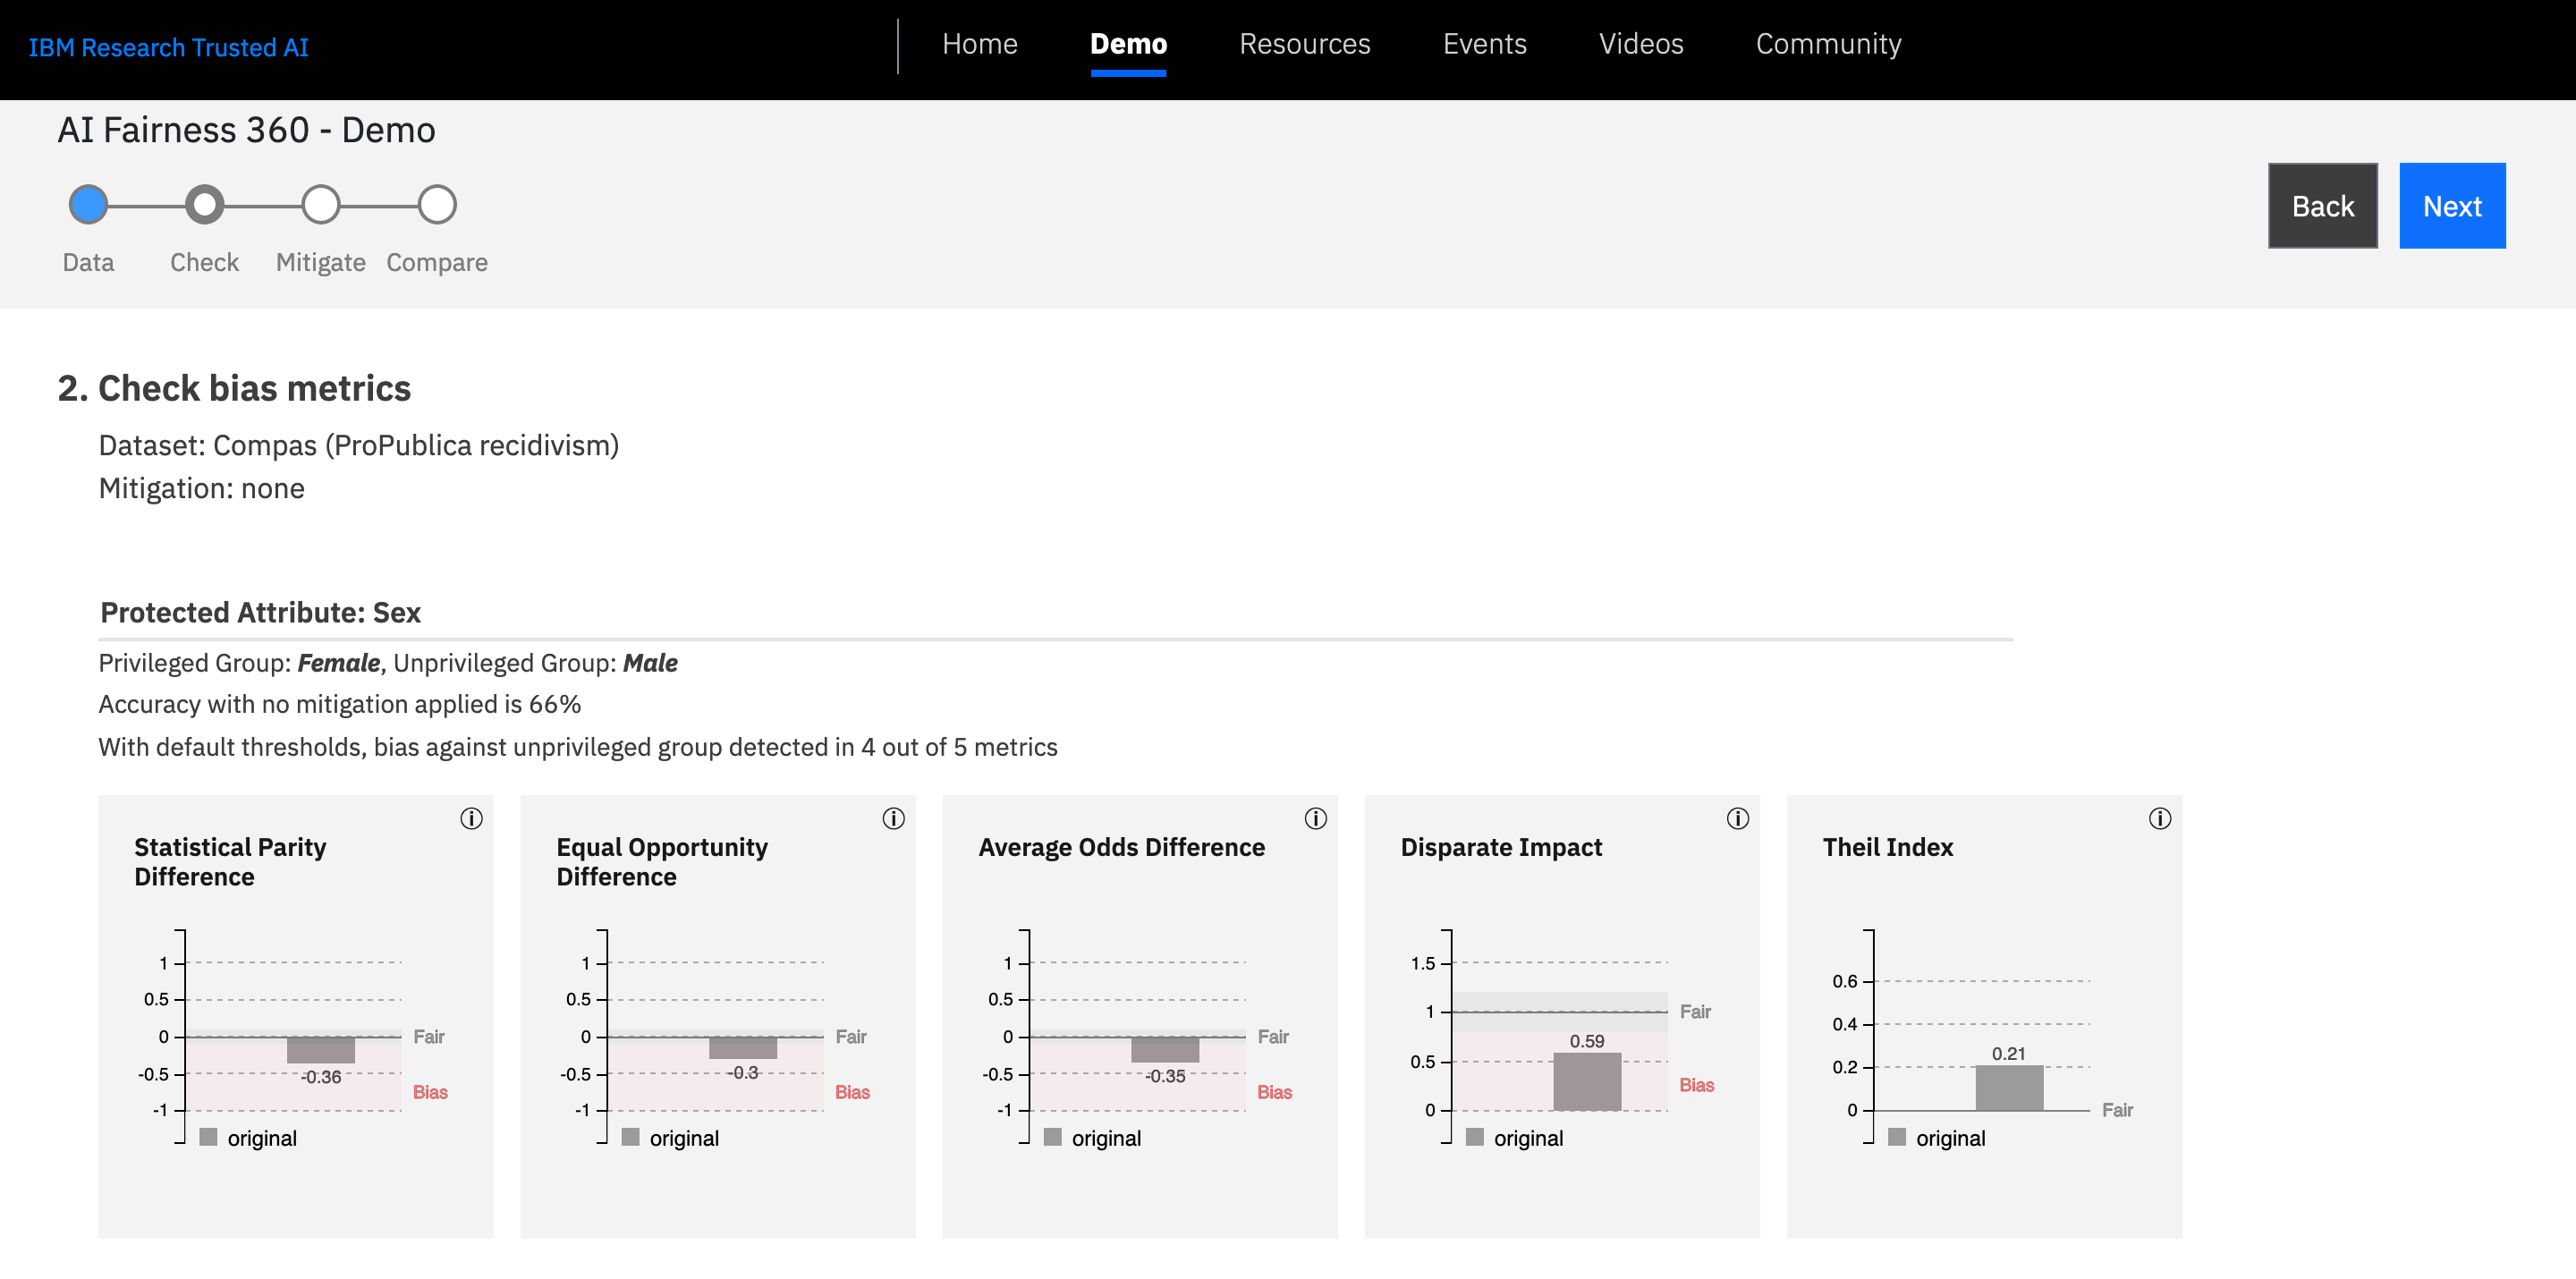 IBM Research Trusted AI
Home Demo Resources Events Videos Community
AI Fairness 360 - Demo
Back Next
Data Check Mitigate Compare
2. Check bias metrics
Dataset: Compas (ProPublica recidivism)
Mitigation: none
Protected Attribute: Sex
Privileged Group: Female, Unprivileged Group: Male
Accuracy with no mitigation applied is 66%
With default thresholds, bias against unprivileged group detected in 4 out of 5 metrics
Statistical Parity
Difference
1
0.5
0 Fair
-0.5 -0.36
Bias
-1
original
Equal Opportunity
Difference
1
0.5
0 Fair
-0.5 -0.3
Bias
-1
original
Average Odds Difference
1
0.5
0 Fair
-0.5 -0.35
Bias
-1
original
Disparate Impact
1.5
1 Fair
0.59
0.5
Bias
0
original
Theil Index
0.6
0.4
0.21
0.2
0 Fair
original